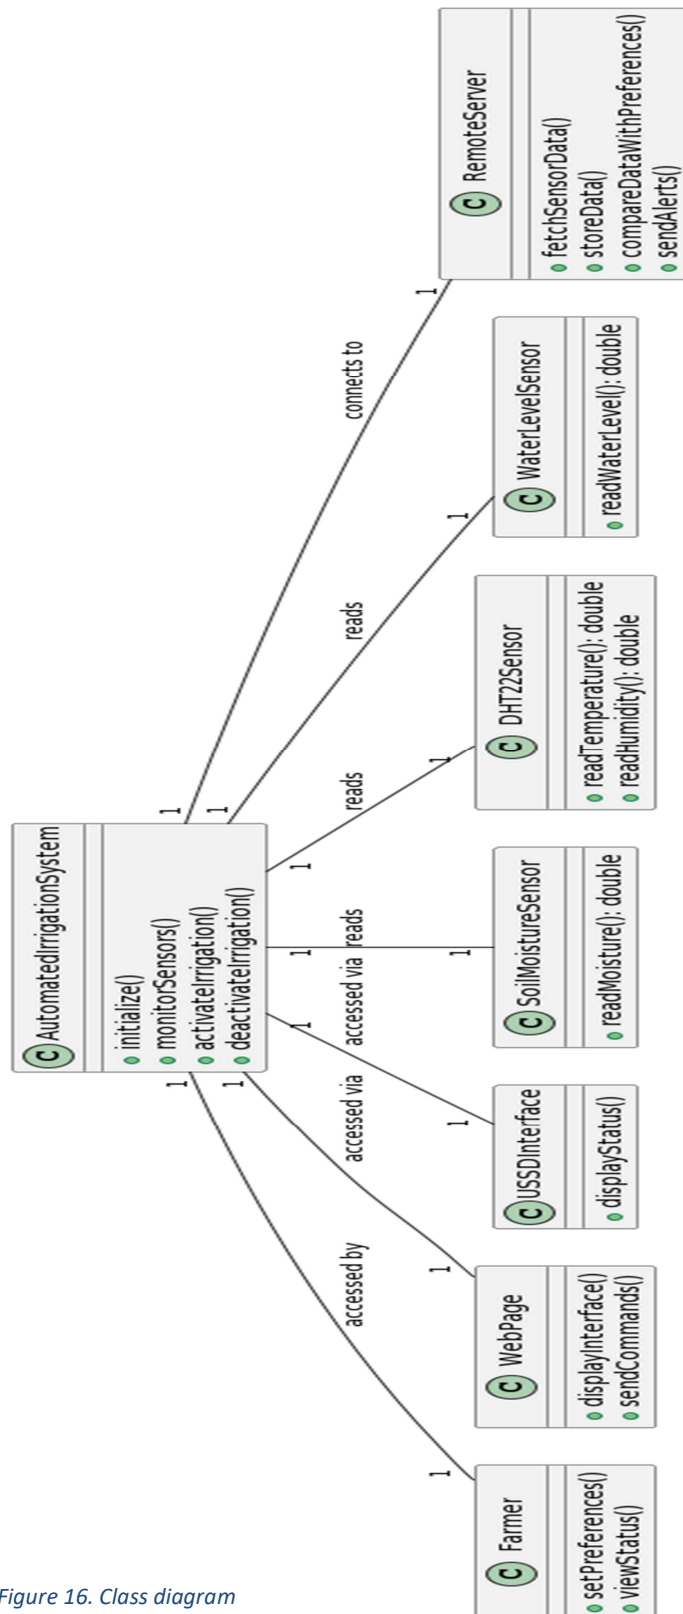 AutomatedIrrigationSystem
initialize()
monitorSensors()
activateIrrigation()
deactivateIrrigation()
1
1
1
1
1
1
1
accessed by
accessed via
accessed via
reads
reads
reads
connects to
1
1
1
1
1
1
1
Farmer
setPreferences()
viewStatus()
WebPage
displayInterface()
sendCommands()
USSDInterface
displayStatus()
SoilMoistureSensor
readMoisture(): double
DHT22Sensor
readTemperature(): double
readHumidity(): double
WaterLevelSensor
readWaterLevel(): double
RemoteServer
fetchSensorData()
storeData()
compareDataWithPreferences()
sendAlerts()
C
C
C
C
C
C
C
C
Figure 16. Class diagram